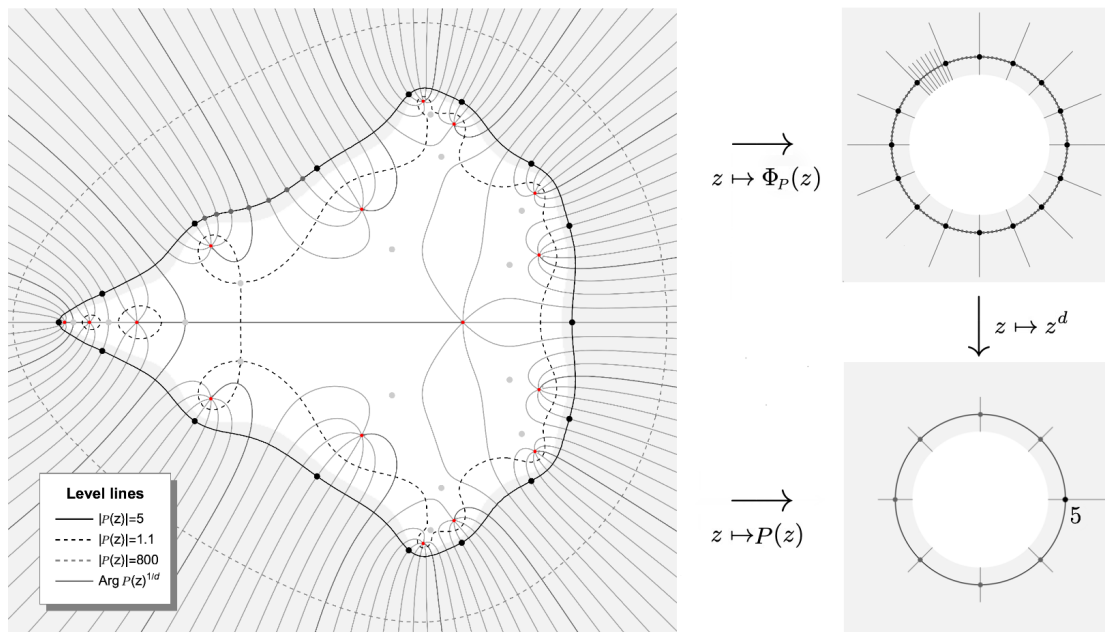 Level lines
|P(z)|=5
|P(z)|=1.1
|P(z)|=800
Arg P(z)^{1/d}
z ↦ Φ_P(z)
z ↦ z^d
z ↦ P(z)
5